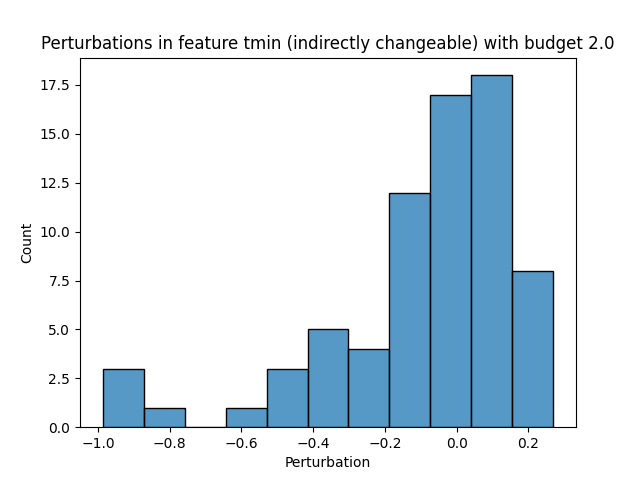 Perturbations in feature tmin (indirectly changeable) with budget 2.0
17.5
15.0
12.5
10.0
7.5
5.0
2.5
0.0
Count
−1.0 −0.8 −0.6 −0.4 −0.2 0.0 0.2
Perturbation